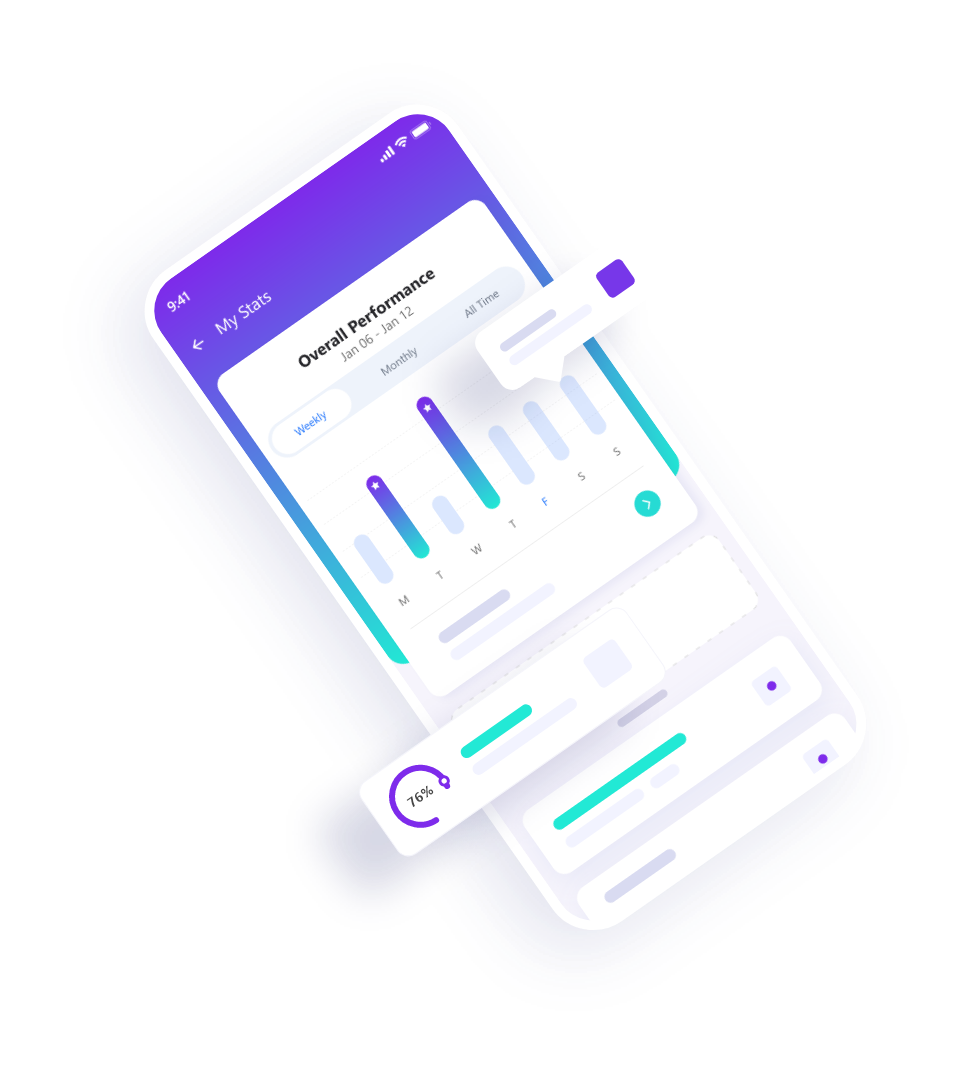 9:41
My Stats
Overall Performance
Jan 06 - Jan 12
Weekly
Monthly
All Time
M
T
W
T
F
S
S
76%